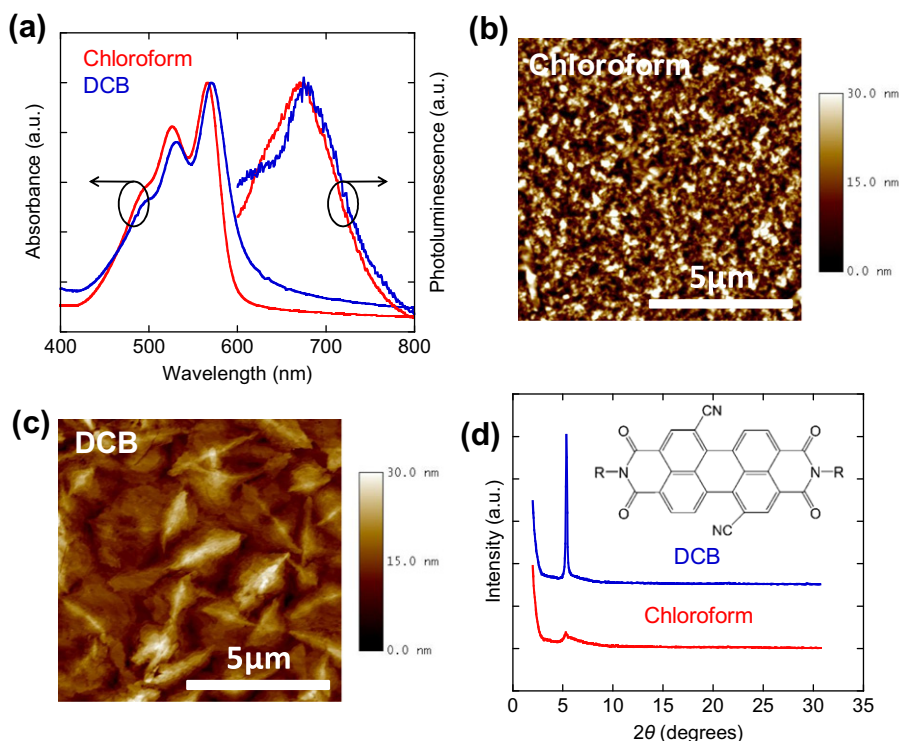 (a)
Chloroform
DCB
Absorbance (a.u.)
Photoluminescence (a.u.)
400 500 600 700 800
Wavelength (nm)
(b)
Chloroform
5μm
30.0 nm
15.0 nm
0.0 nm
(c)
DCB
5μm
30.0 nm
15.0 nm
0.0 nm
(d)
CN
O O
R N N R
O O
CN
DCB
Chloroform
Intensity (a.u.)
0 5 10 15 20 25 30 35
2θ (degrees)